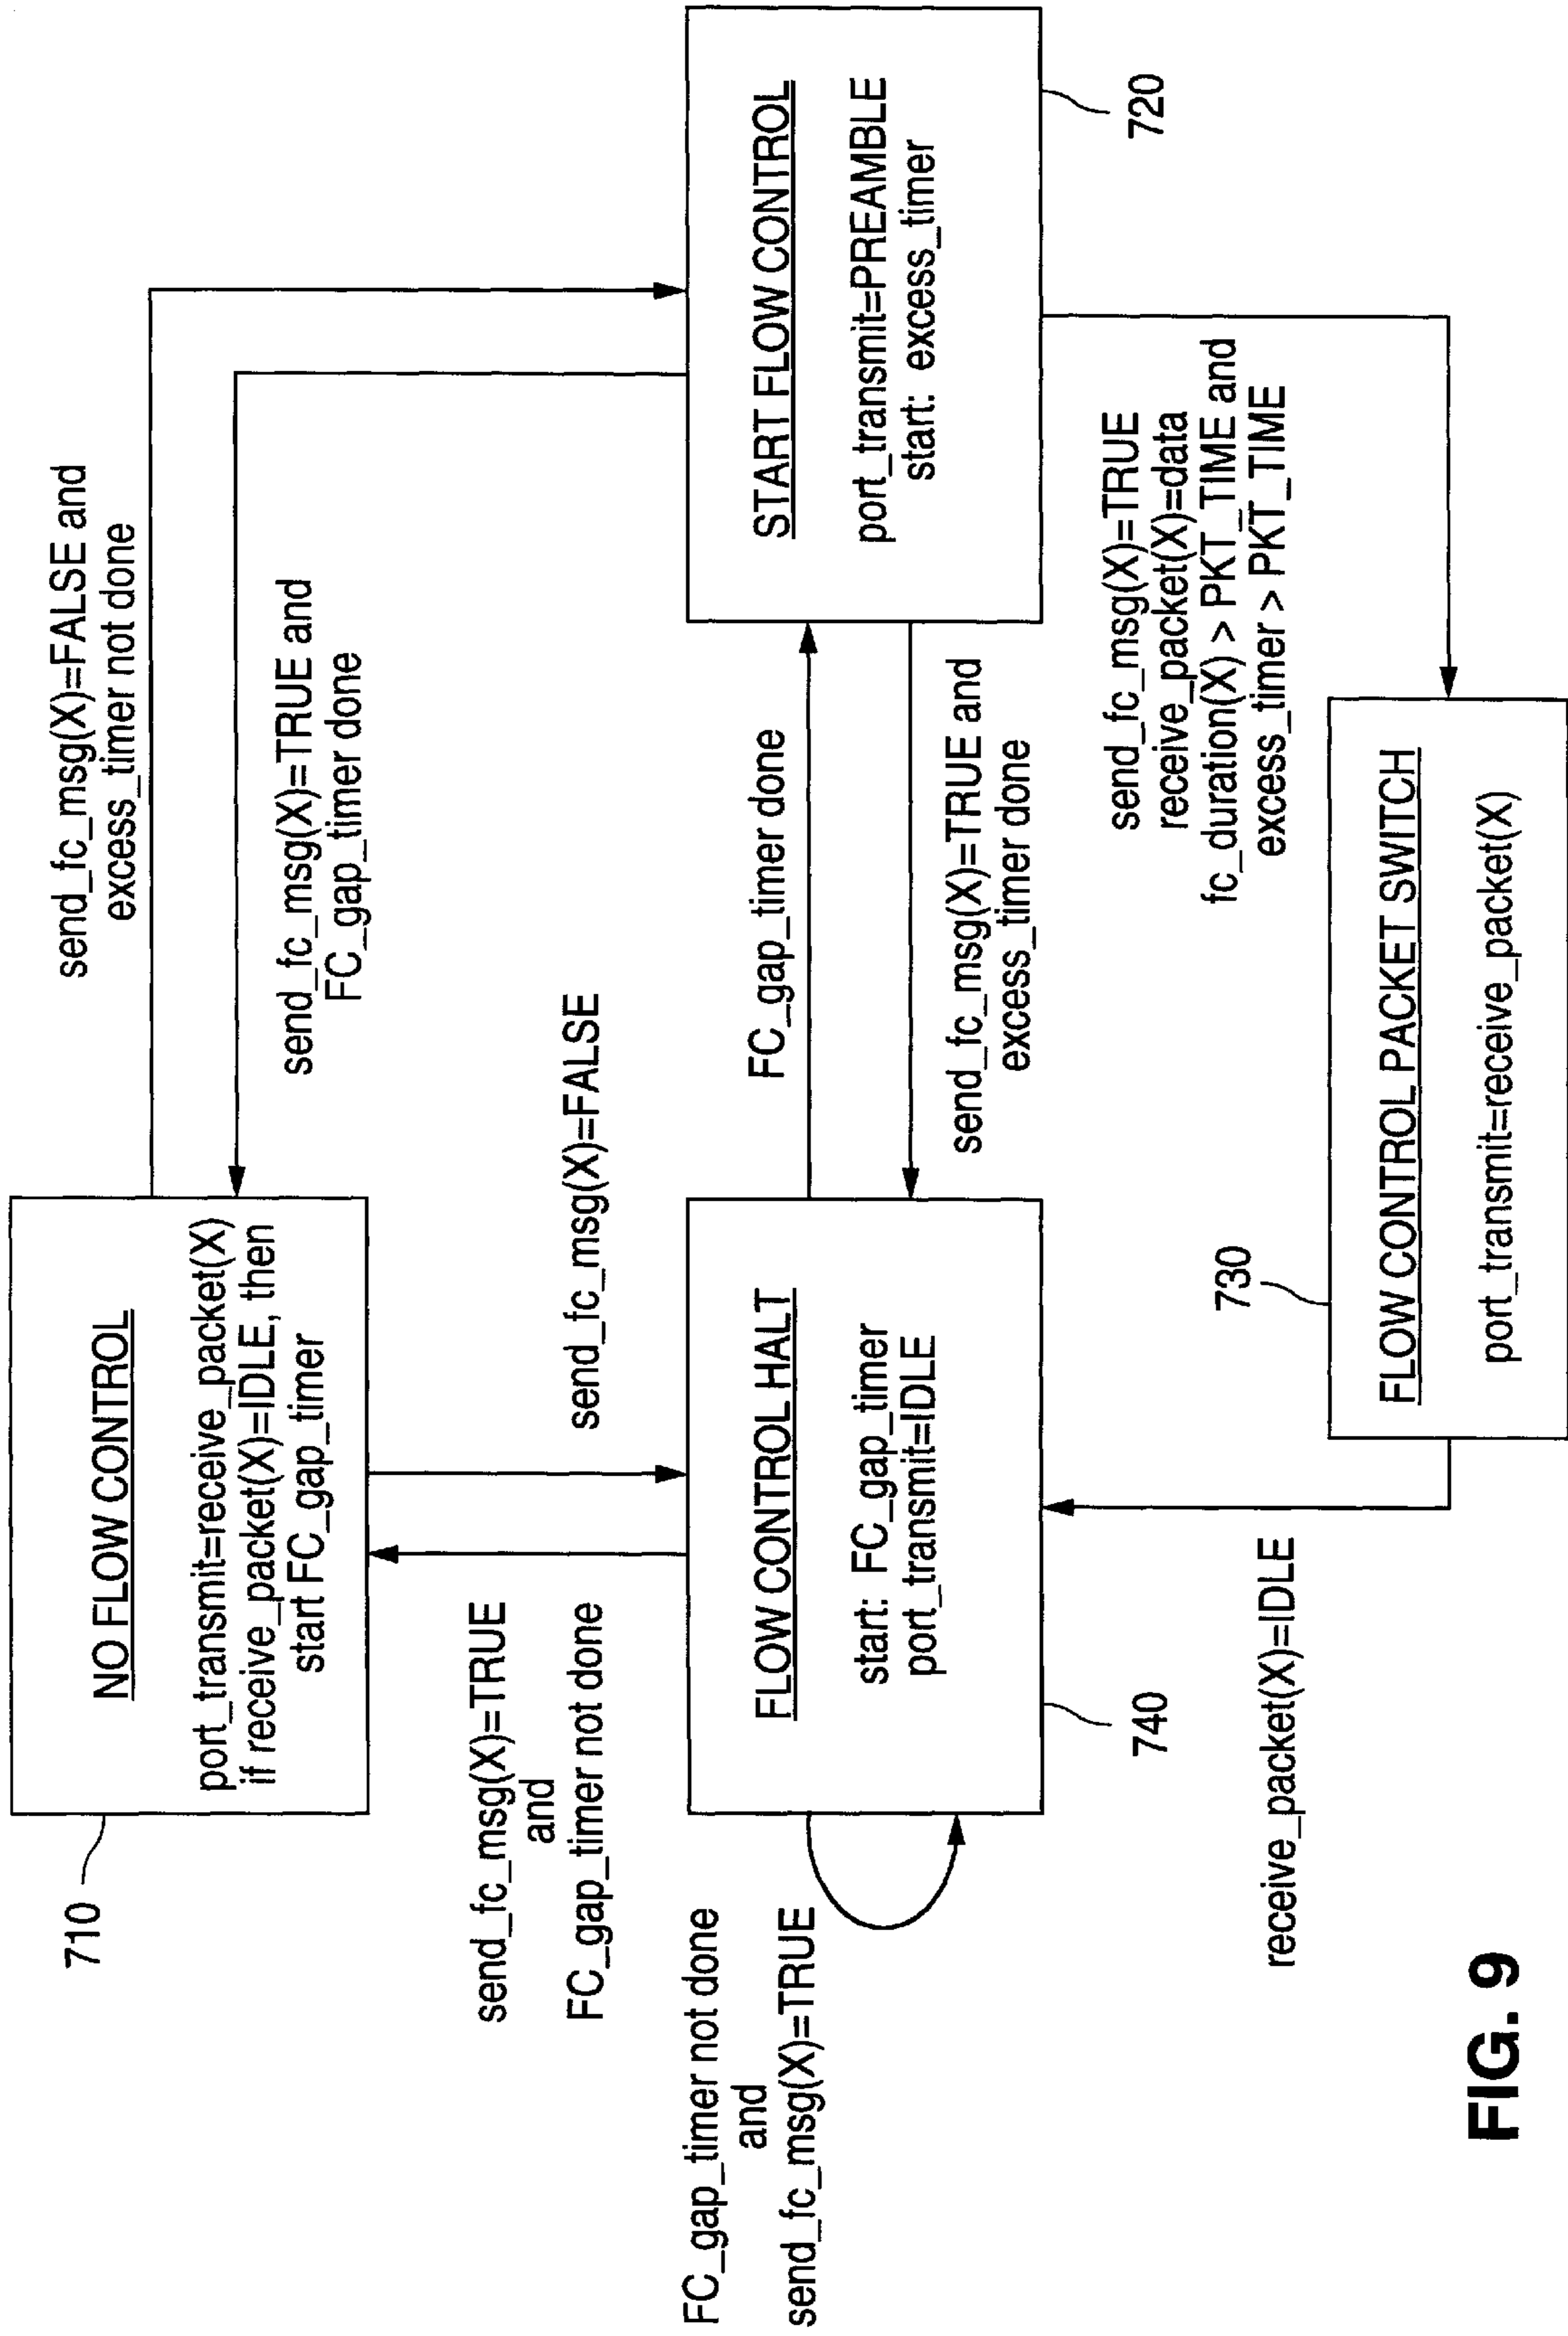 710
NO FLOW CONTROL
port_transmit=receive_packet(X)
if receive_packet(X)=IDLE, then
start FC_gap_timer
send_fc_msg(X)=FALSE and
excess_timer not done
send_fc_msg(X)=TRUE and
FC_gap_timer done
send_fc_msg(X)=TRUE
and
FC_gap_timer not done
send_fc_msg(X)=FALSE
FC_gap_timer not done
and
send_fc_msg(X)=TRUE
FLOW CONTROL HALT
start: FC_gap_timer
port_transmit=IDLE
740
FC_gap_timer done
send_fc_msg(X)=TRUE and
excess_timer done
START FLOW CONTROL
port_transmit=PREAMBLE
start: excess_timer
720
send_fc_msg(X)=TRUE
receive_packet(X)=data
fc_duration(X) > PKT_TIME and
excess_timer > PKT_TIME
receive_packet(X)=IDLE
730
FLOW CONTROL PACKET SWITCH
port_transmit=receive_packet(X)
FIG. 9